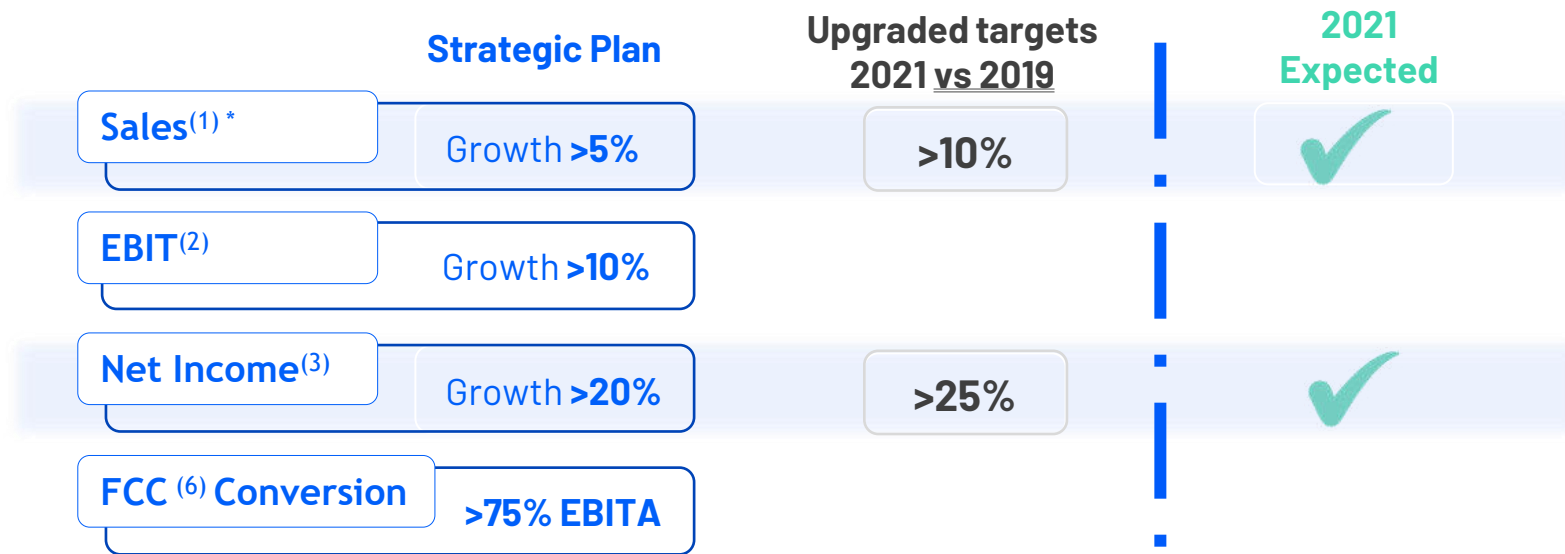 Strategic Plan
Upgraded targets
2021 vs 2019
2021
Expected
Sales(1) *
Growth >5%
>10%
EBIT(2)
Growth >10%
Net Income(3)
Growth >20%
>25%
FCC (6) Conversion
>75% EBITA